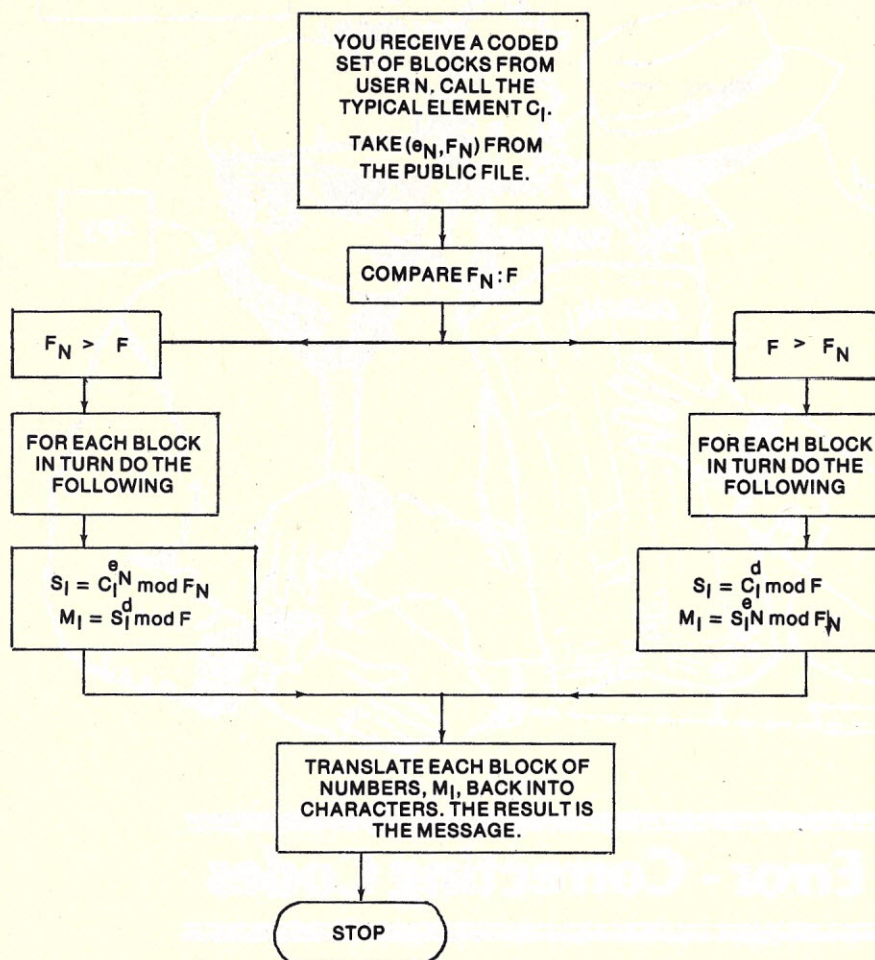 YOU RECEIVE A CODED
SET OF BLOCKS FROM
USER N. CALL THE
TYPICAL ELEMENT C_I.
TAKE (e_N, F_N) FROM
THE PUBLIC FILE.
COMPARE F_N : F
F_N > F
F > F_N
FOR EACH BLOCK
IN TURN DO THE
FOLLOWING
FOR EACH BLOCK
IN TURN DO THE
FOLLOWING
S_I = C_I^e_N mod F_N
M_I = S_I^d mod F
S_I = C_I^d mod F
M_I = S_I^e_N mod F_N
TRANSLATE EACH BLOCK OF
NUMBERS, M_I, BACK INTO
CHARACTERS. THE RESULT IS
THE MESSAGE.
STOP
Error - Correcting Codes